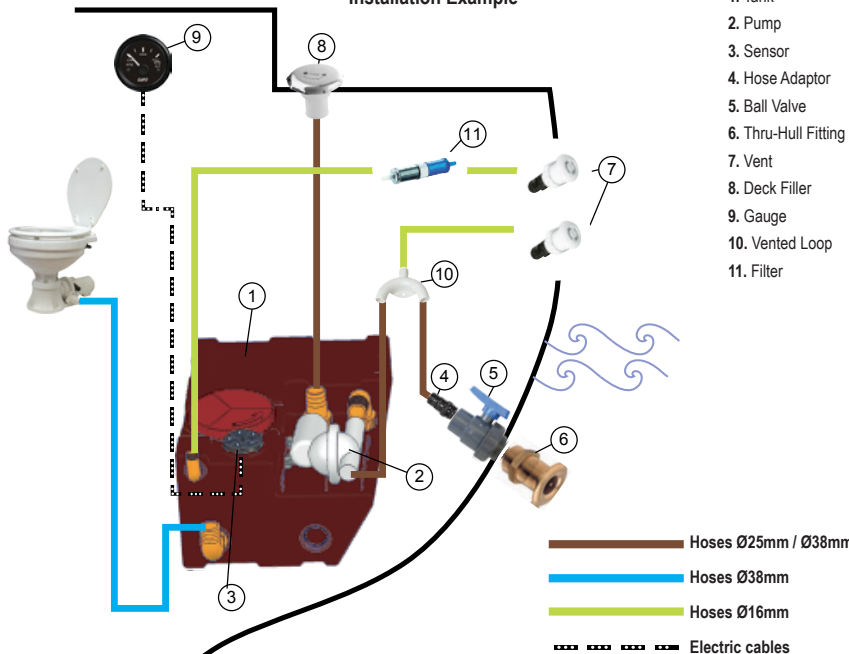 Installation Example
1. Tank
2. Pump
3. Sensor
4. Hose Adaptor
5. Ball Valve
6. Thru-Hull Fitting
7. Vent
8. Deck Filler
9. Gauge
10. Vented Loop
11. Filter
9
8
11
7
10
1
4
5
6
2
3
Hoses Ø25mm / Ø38mm
Hoses Ø38mm
Hoses Ø16mm
Electric cables